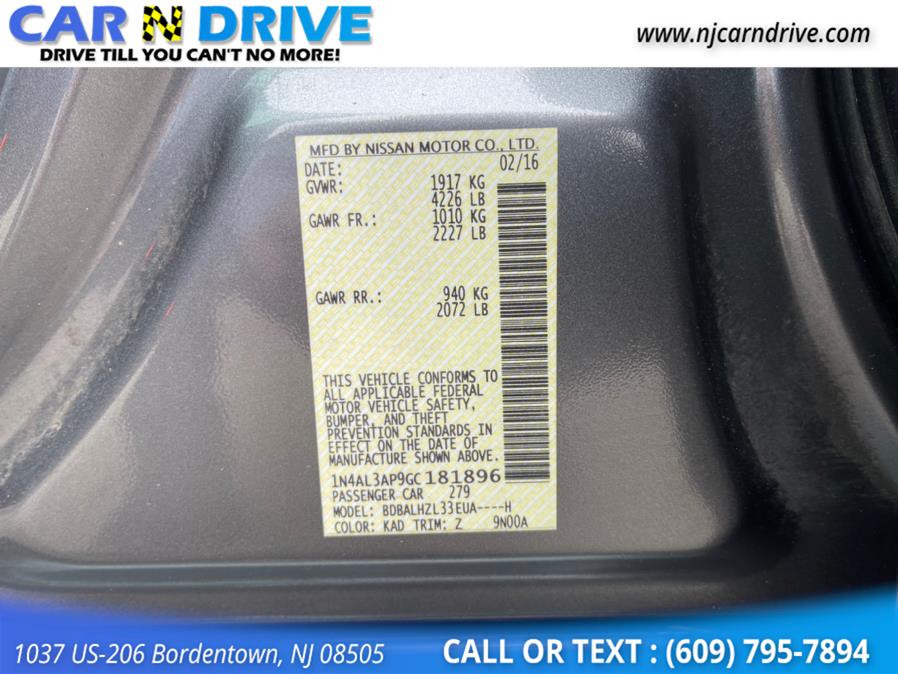 CAR N DRIVE
DRIVE TILL YOU CAN'T NO MORE!
www.njcarndrive.com
MFD BY NISSAN MOTOR CO., LTD.
DATE: 02/16
GVWR: 1917 KG
4226 LB
GAWR FR.: 1010 KG
2227 LB
GAWR RR.: 940 KG
2072 LB
THIS VEHICLE CONFORMS TO
ALL APPLICABLE FEDERAL
MOTOR VEHICLE SAFETY,
BUMPER, AND THEFT
PREVENTION STANDARDS IN
EFFECT ON THE DATE OF
MANUFACTURE SHOWN ABOVE.
1N4AL3AP9GC181896
PASSENGER CAR 279
MODEL: BDBALHZL33EUA----H
COLOR: KAD TRIM: Z 9N00A
1037 US-206 Bordentown, NJ 08505
CALL OR TEXT : (609) 795-7894